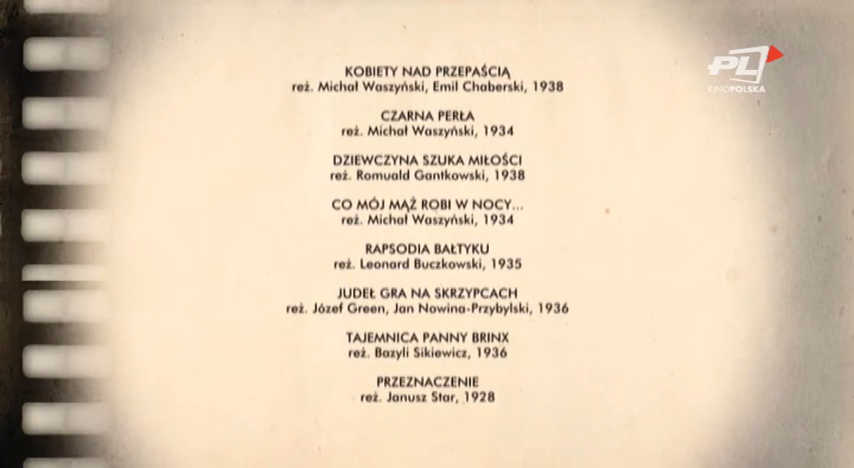 PL
KINOPOLSKA
KOBIETY NAD PRZEPAŚCIĄ
reż. Michał Waszyński, Emil Chaberski, 1938
CZARNA PERŁA
reż. Michał Waszyński, 1934
DZIEWCZYNA SZUKA MIŁOŚCI
reż. Romuald Gantkowski, 1938
CO MÓJ MĄŻ ROBI W NOCY...
reż. Michał Waszyński, 1934
RAPSODIA BAŁTYKU
reż. Leonard Buczkowski, 1935
JUDEŁ GRA NA SKRZYPCACH
reż. Józef Green, Jan Nowina-Przybylski, 1936
TAJEMNICA PANNY BRINX
reż. Bazyli Sikiewicz, 1936
PRZEZNACZENIE
reż. Janusz Star, 1928